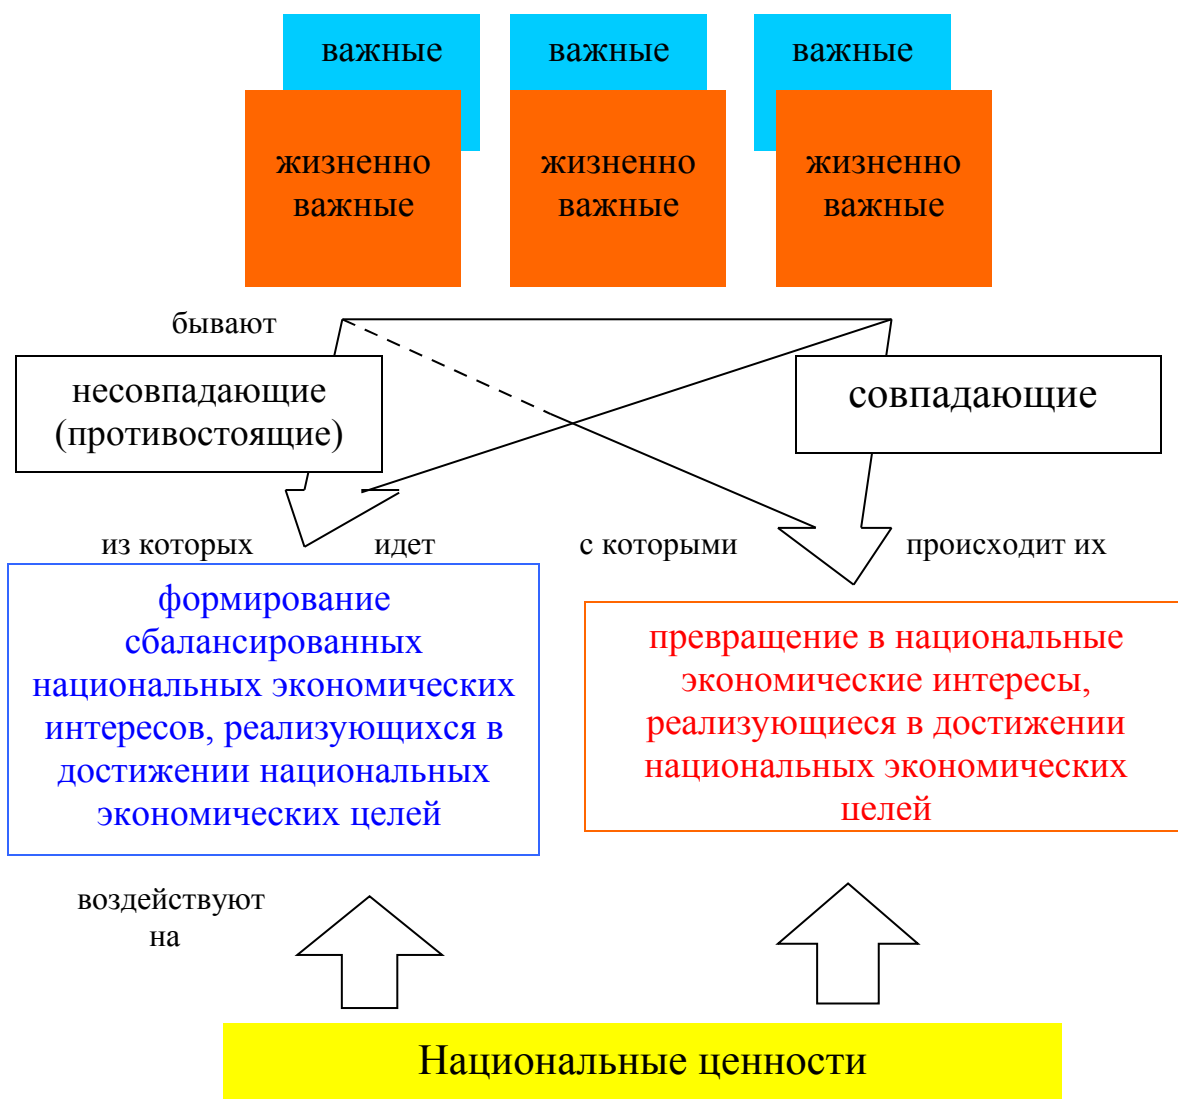 важные
важные
важные
жизненно
важные
жизненно
важные
жизненно
важные
бывают
несовпадающие
(противостоящие)
совпадающие
из которых
идет
с которыми
происходит их
формирование
сбалансированных
национальных экономических
интересов, реализующихся в
достижении национальных
экономических целей
превращение в национальные
экономические интересы,
реализующиеся в достижении
национальных экономических
целей
воздействуют
на
Национальные ценности